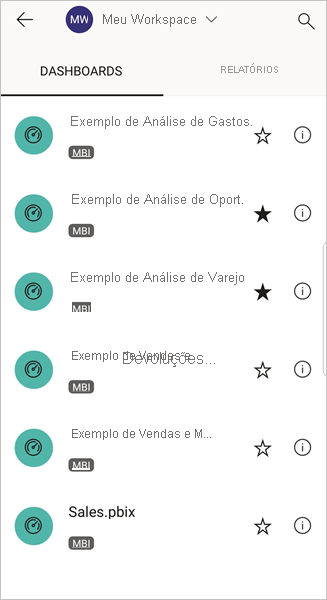 MW Meu Workspace
DASHBOARDS
RELATÓRIOS
Exemplo de Análise de Gastos.
MBI
Exemplo de Análise de Oport.
MBI
Exemplo de Análise de Varejo
MBI
Exemplo de Vendas e
Devoluções...
MBI
Exemplo de Vendas e M...
MBI
Sales.pbix
MBI